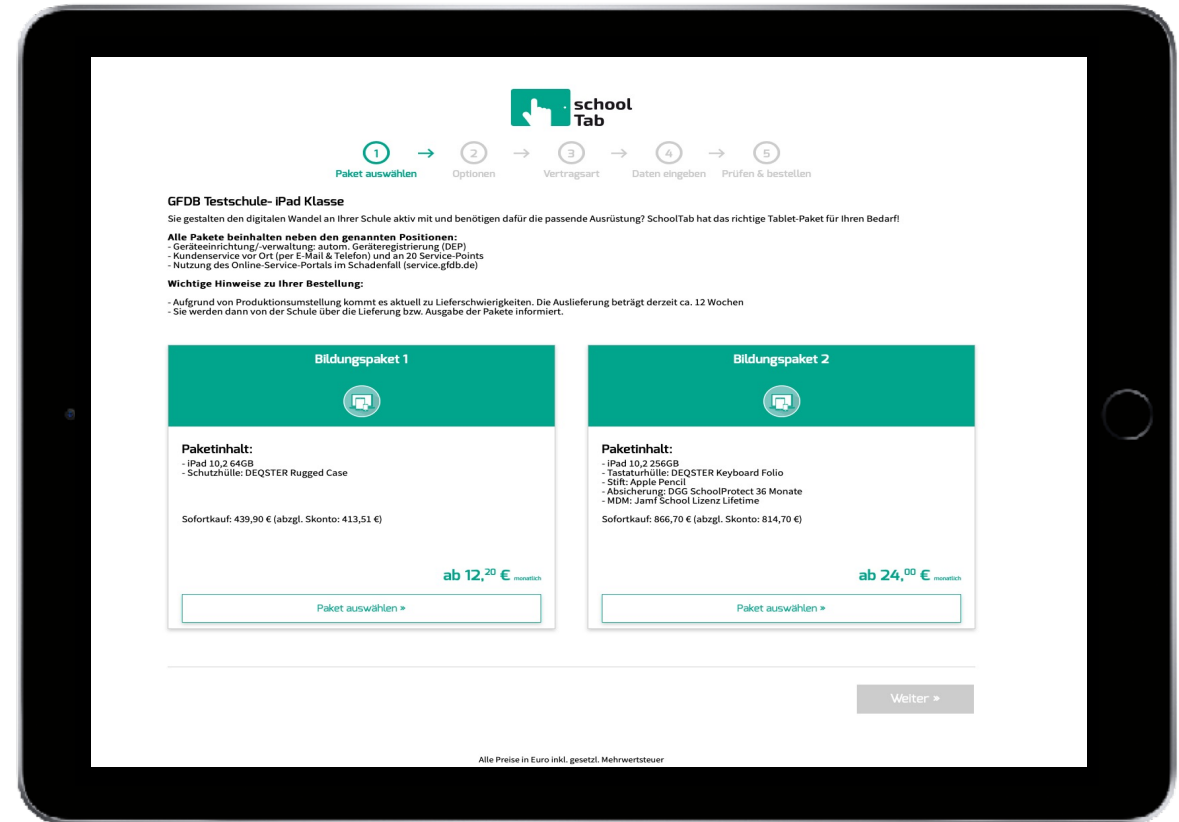 school
Tab
1 → 2 → 3 → 4 → 5
Paket auswählen Optionen Vertragsart Daten eingeben Prüfen & bestellen
GFDB Testschule- iPad Klasse
Sie gestalten den digitalen Wandel an Ihrer Schule aktiv mit und benötigen dafür die passende Ausrüstung? SchoolTab hat das richtige Tablet-Paket für Ihren Bedarf!
Alle Pakete beinhalten neben den genannten Positionen:
- Geräteeinrichtung/-verwaltung: autom. Geräteregistrierung (DEP)
- Kundenservice vor Ort (per E-Mail & Telefon) und an 20 Service-Points
- Nutzung des Online-Service-Portals im Schadenfall (service.gfdb.de)
Wichtige Hinweise zu Ihrer Bestellung:
- Aufgrund von Produktionsumstellung kommt es aktuell zu Lieferschwierigkeiten. Die Auslieferung beträgt derzeit ca. 12 Wochen
- Sie werden dann von der Schule über die Lieferung bzw. Ausgabe der Pakete informiert.
Bildungspaket 1
Paketinhalt:
- iPad 10,2 64GB
- Schutzhülle: DEQSTER Rugged Case
Sofortkauf: 439,90 € (abzgl. Skonto: 413,51 €)
ab 12,20 € monatlich
Paket auswählen »
Bildungspaket 2
Paketinhalt:
- iPad 10,2 256GB
- Tastaturhülle: DEQSTER Keyboard Folio
- Stift: Apple Pencil
- Absicherung: DGG SchoolProtect 36 Monate
- MDM: Jamf School Lizenz Lifetime
Sofortkauf: 866,70 € (abzgl. Skonto: 814,70 €)
ab 24,00 € monatlich
Paket auswählen »
Weiter »
Alle Preise in Euro inkl. gesetzl. Mehrwertsteuer